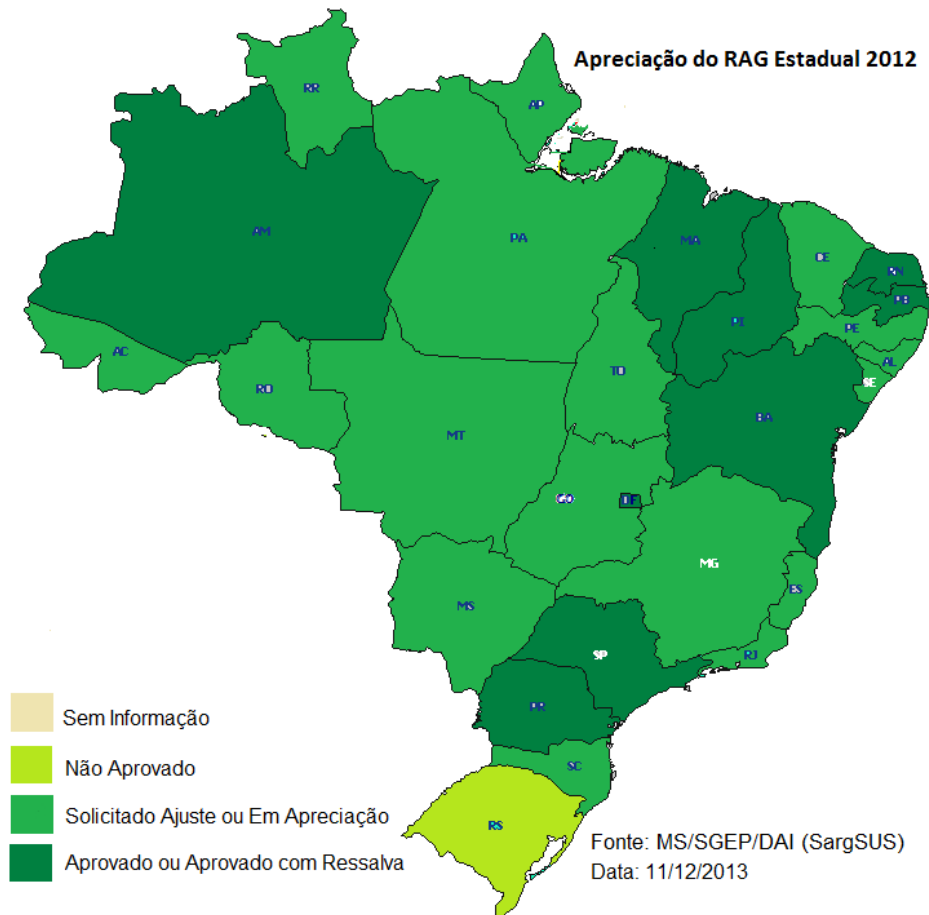 Apreciação do RAG Estadual 2012
RR
AP
AM
PA
MA
CE
RN
PB
PI
PE
AL
SE
AC
RO
TO
BA
MT
GO
DF
MG
ES
MS
SP
RJ
PR
SC
RS
Sem Informação
Não Aprovado
Solicitado Ajuste ou Em Apreciação
Aprovado ou Aprovado com Ressalva
Fonte: MS/SGEP/DAI (SargSUS)
Data: 11/12/2013